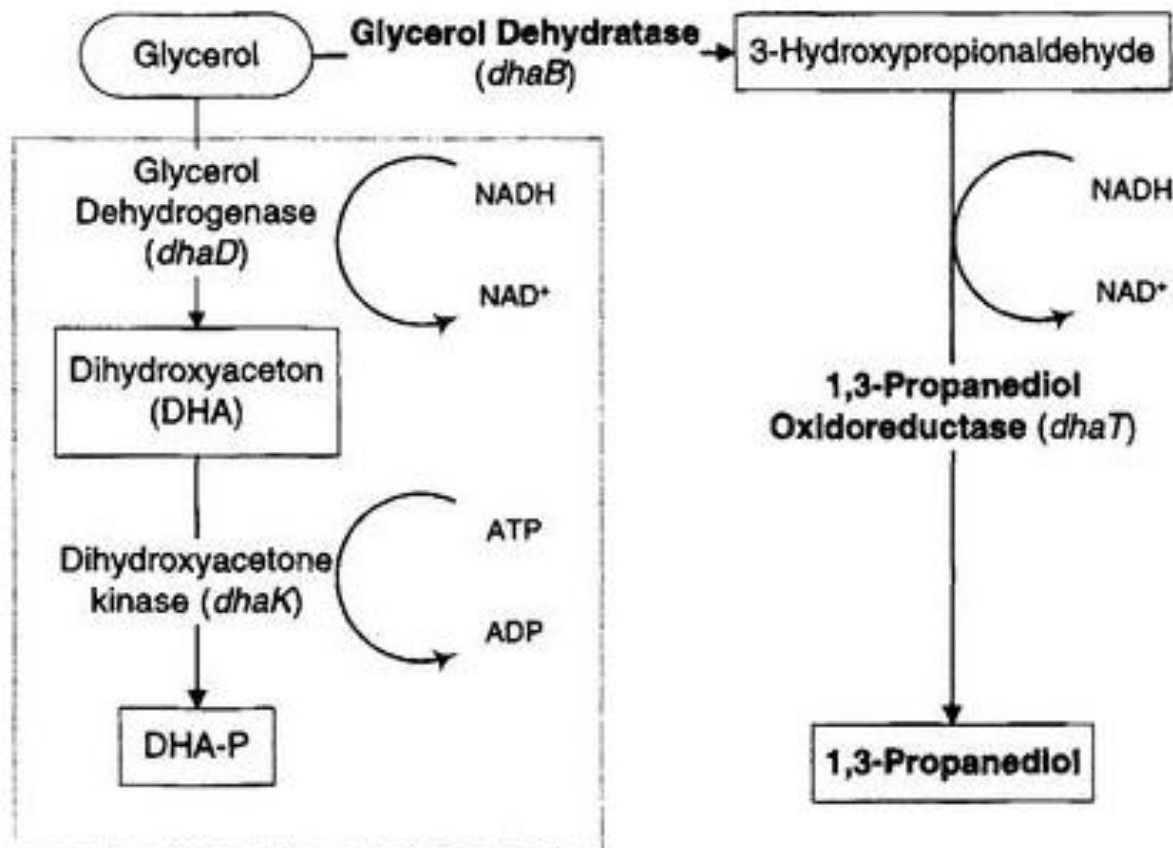 Glycerol
Glycerol Dehydratase
(dhaB)
3-Hydroxypropionaldehyde
Glycerol
Dehydrogenase
(dhaD)
NADH
NAD+
NADH
NAD+
Dihydroxyaceton
(DHA)
1,3-Propanediol
Oxidoreductase (dhaT)
Dihydroxyacetone
kinase (dhaK)
ATP
ADP
DHA-P
1,3-Propanediol